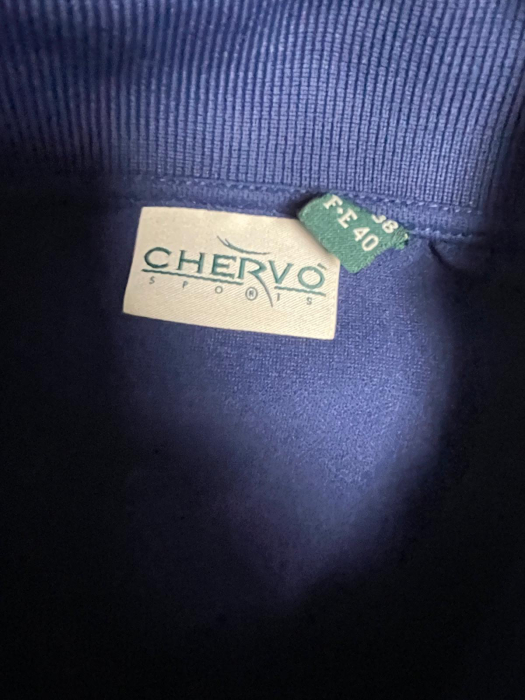 CHERVÒ
SPORTS
®
38
F·E 40